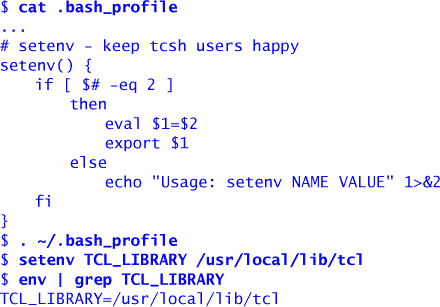 $ cat .bash_profile
...
# setenv - keep tcsh users happy
setenv() {
    if [ $# -eq 2 ]
        then
            eval $1=$2
            export $1
        else
            echo "Usage: setenv NAME VALUE" 1>&2
    fi
}
$ . ~/.bash_profile
$ setenv TCL_LIBRARY /usr/local/lib/tcl
$ env | grep TCL_LIBRARY
TCL_LIBRARY=/usr/local/lib/tcl